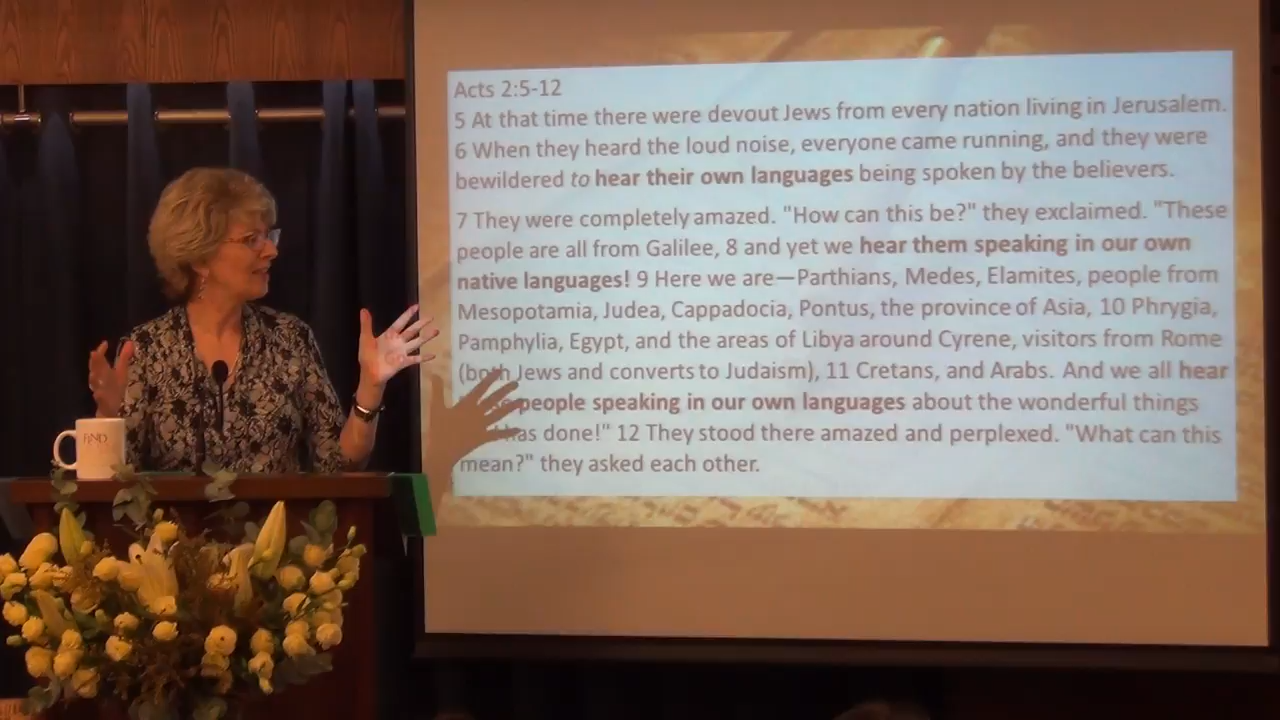 Acts 2:5-12
5 At that time there were devout Jews from every nation living in Jerusalem.
6 When they heard the loud noise, everyone came running, and they were
bewildered to hear their own languages being spoken by the believers.
7 They were completely amazed. "How can this be?" they exclaimed. "These
people are all from Galilee, 8 and yet we hear them speaking in our own
native languages! 9 Here we are—Parthians, Medes, Elamites, people from
Mesopotamia, Judea, Cappadocia, Pontus, the province of Asia, 10 Phrygia,
Pamphylia, Egypt, and the areas of Libya around Cyrene, visitors from Rome
(both Jews and converts to Judaism), 11 Cretans, and Arabs. And we all hear
people speaking in our own languages about the wonderful things
has done!" 12 They stood there amazed and perplexed. "What can this
mean?" they asked each other.
FIND